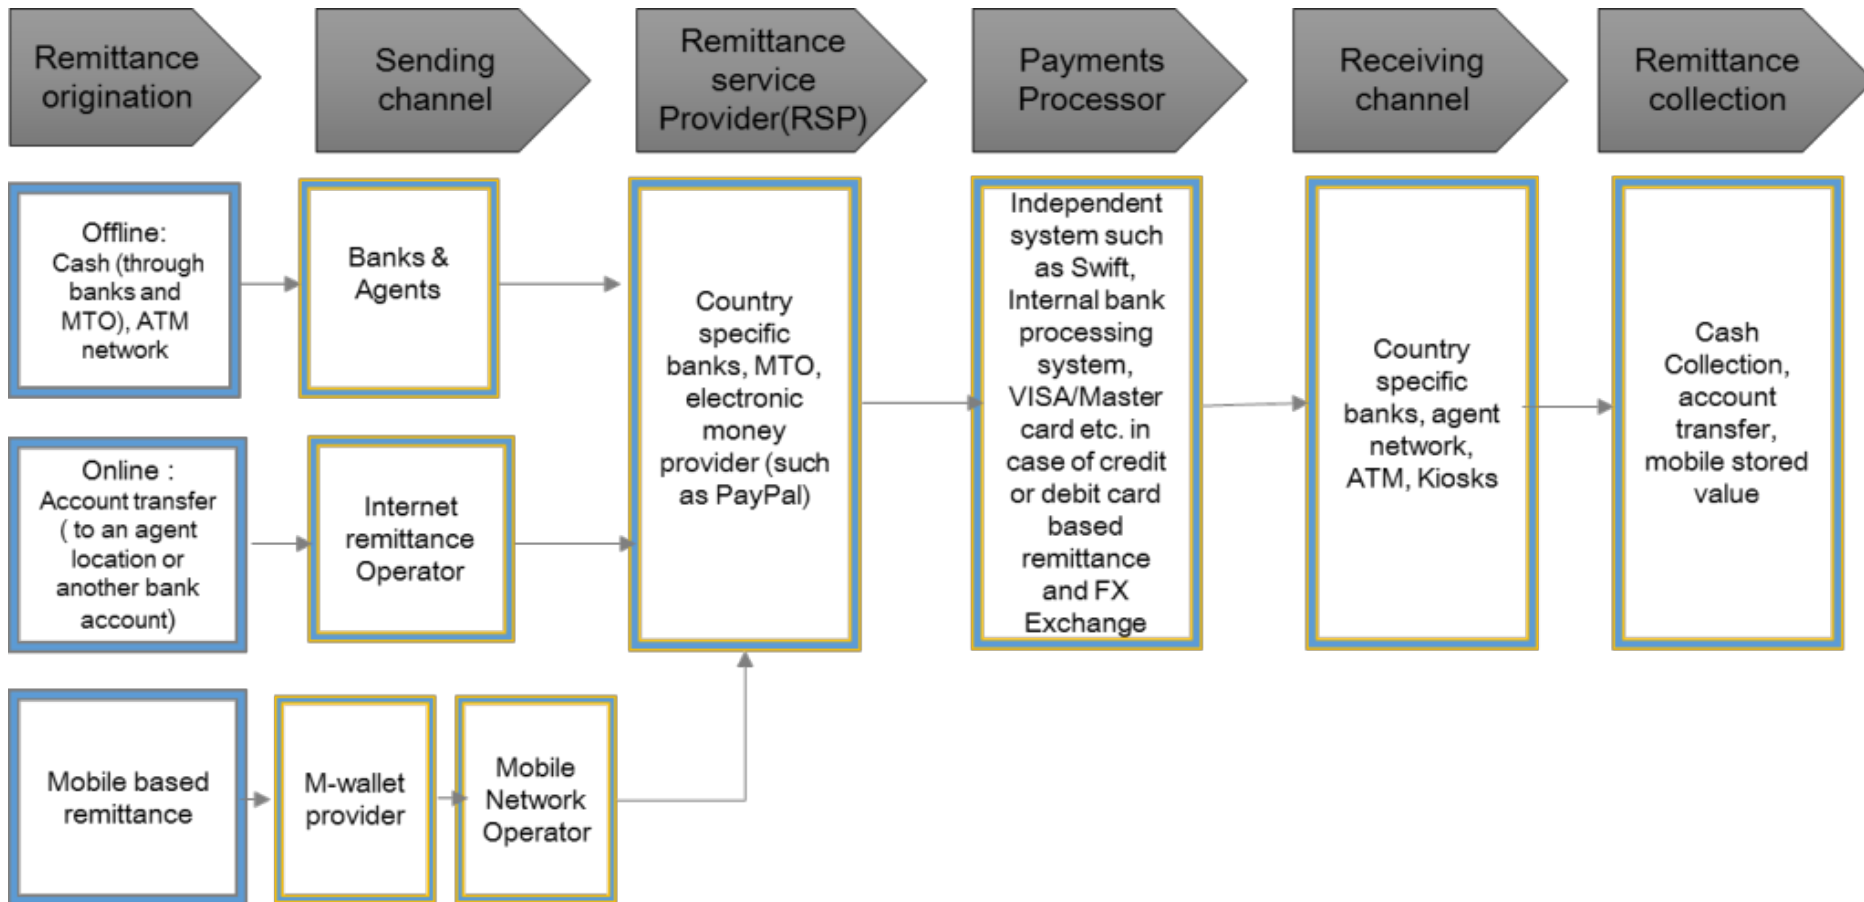 Remittance
origination
Sending
channel
Remittance
service
Provider(RSP)
Payments
Processor
Receiving
channel
Remittance
collection
Offline:
Cash (through
banks and
MTO), ATM
network
Banks &
Agents
Online :
Account transfer
( to an agent
location or
another bank
account)
Internet
remittance
Operator
Mobile based
remittance
M-wallet
provider
Mobile
Network
Operator
Country
specific
banks, MTO,
electronic
money
provider (such
as PayPal)
Independent
system such
as Swift,
Internal bank
processing
system,
VISA/Master
card etc. in
case of credit
or debit card
based
remittance
and FX
Exchange
Country
specific
banks, agent
network,
ATM, Kiosks
Cash
Collection,
account
transfer,
mobile stored
value